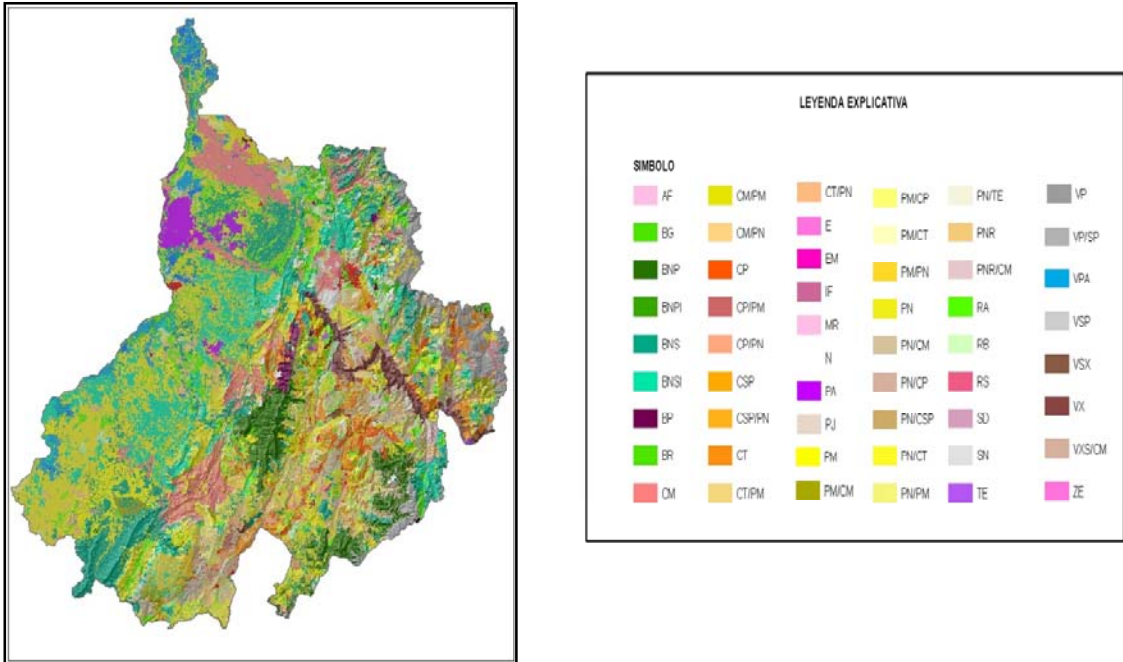 LEYENDA EXPLICATIVA
SIMBOLO
AF
BG
BNP
BNPI
BNS
BNSI
BP
BR
CM
CM/PM
CM/PN
CP
CP/PM
CP/PN
CSP
CSP/PN
CT
CT/PM
CT/PN
E
EM
IF
MR
N
PA
PJ
PM
PM/CM
PM/CP
PM/CT
PM/PN
PN
PN/CM
PN/CP
PN/CSP
PN/CT
PN/PM
PN/TE
PNR
PNR/CM
RA
RB
RS
SD
SN
TE
VP
VP/SP
VPA
VSP
VSX
VX
VXS/CM
ZE